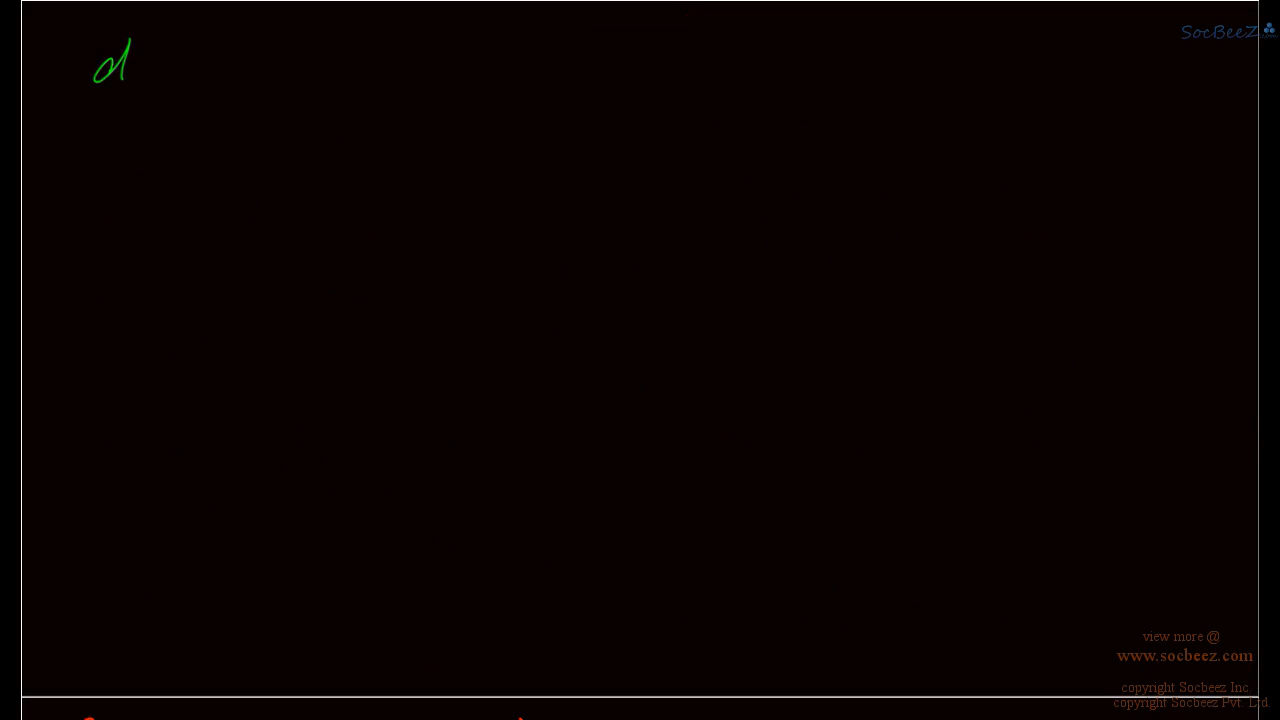 SocBeeZ
d
view more @
www.socbeez.com
copyright Socbeez Inc.
copyright Socbeez Pvt. Ltd.